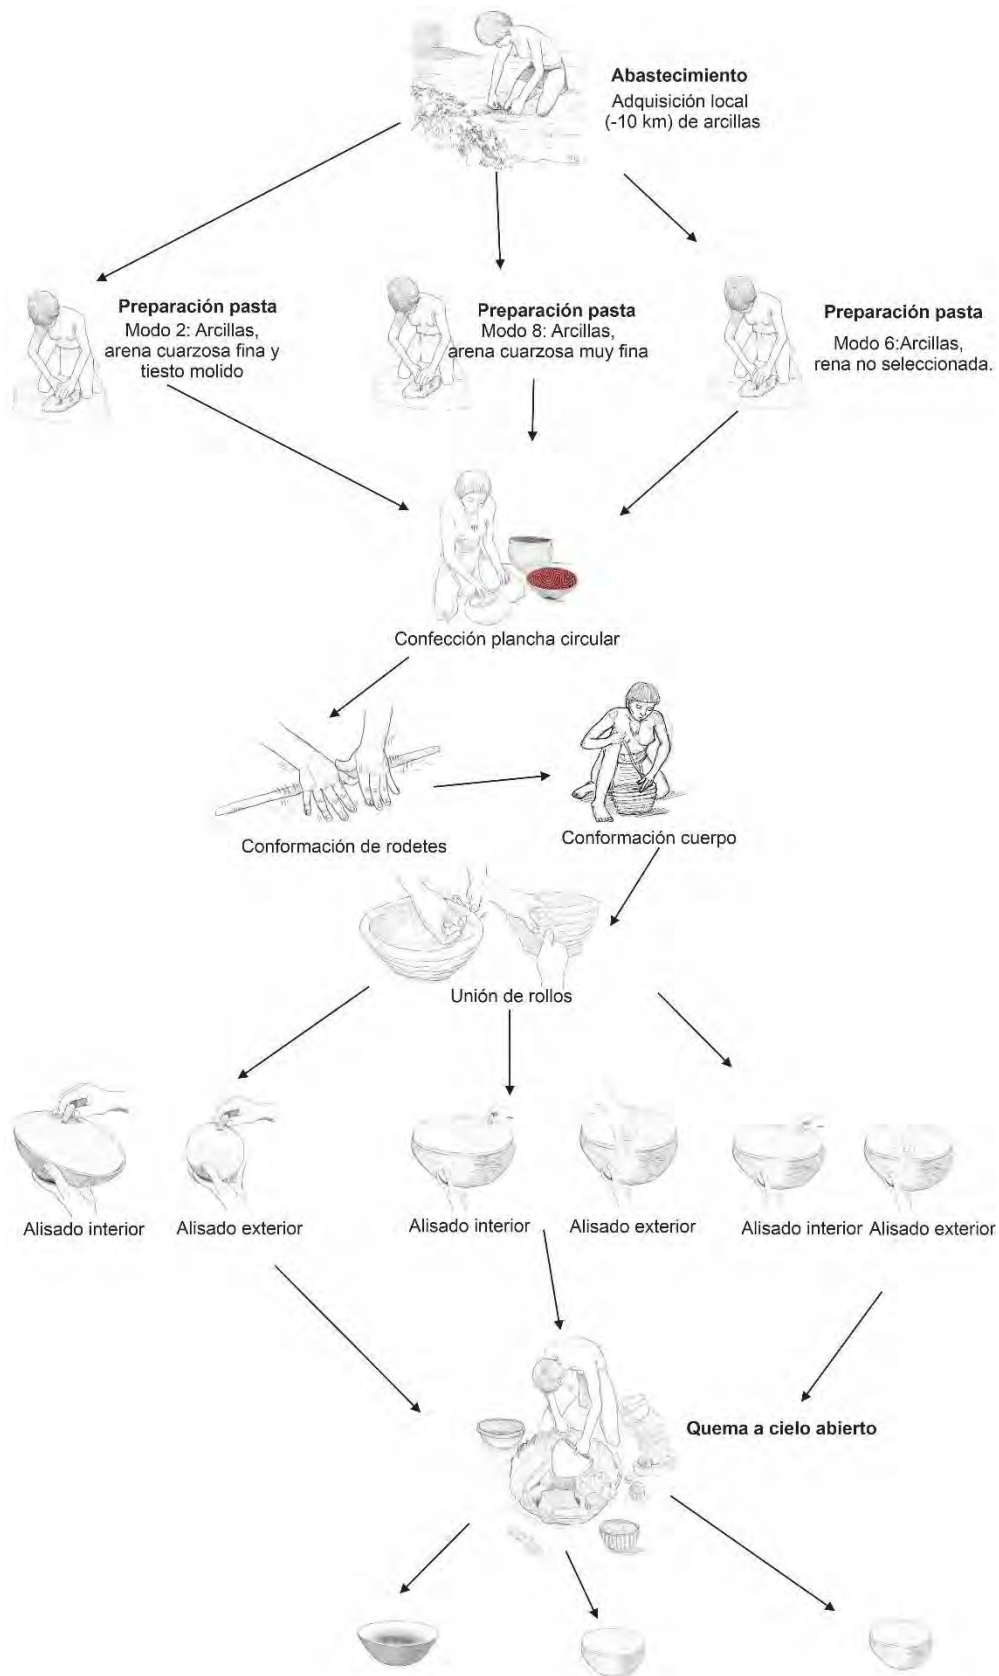 Abastecimiento
Adquisición local
(-10 km) de arcillas
Preparación pasta
Modo 2: Arcillas,
arena cuarzosa fina y
tiesto molido
Preparación pasta
Modo 8: Arcillas,
arena cuarzosa muy fina
Preparación pasta
Modo 6:Arcillas,
rena no seleccionada.
Confección plancha circular
Conformación de rodetes
Conformación cuerpo
Unión de rollos
Alisado interior
Alisado exterior
Alisado interior
Alisado exterior
Alisado interior
Alisado exterior
Quema a cielo abierto